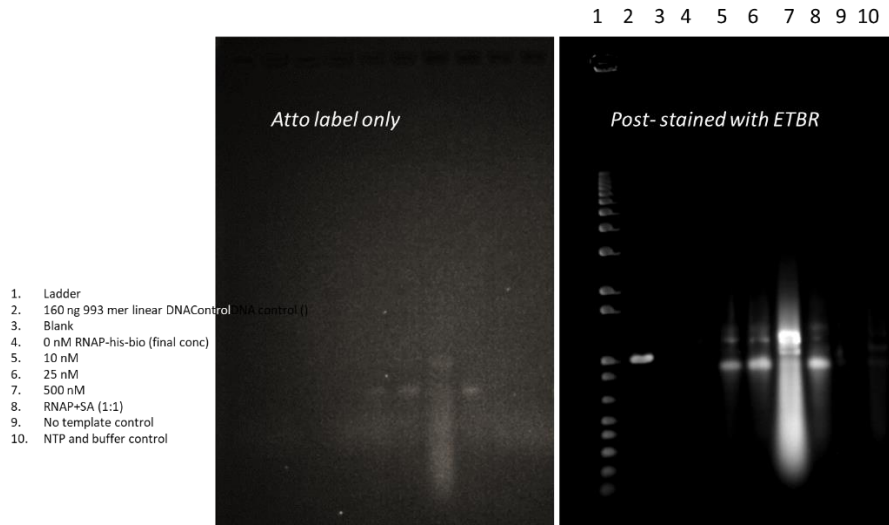 1 2 3 4 5 6 7 8 9 10
Atto label only
Post- stained with ETBR
1. Ladder
2. 160 ng 993 mer linear DNAControlDNA control ()
3. Blank
4. 0 nM RNAP-his-bio (final conc)
5. 10 nM
6. 25 nM
7. 500 nM
8. RNAP+SA (1:1)
9. No template control
10. NTP and buffer control